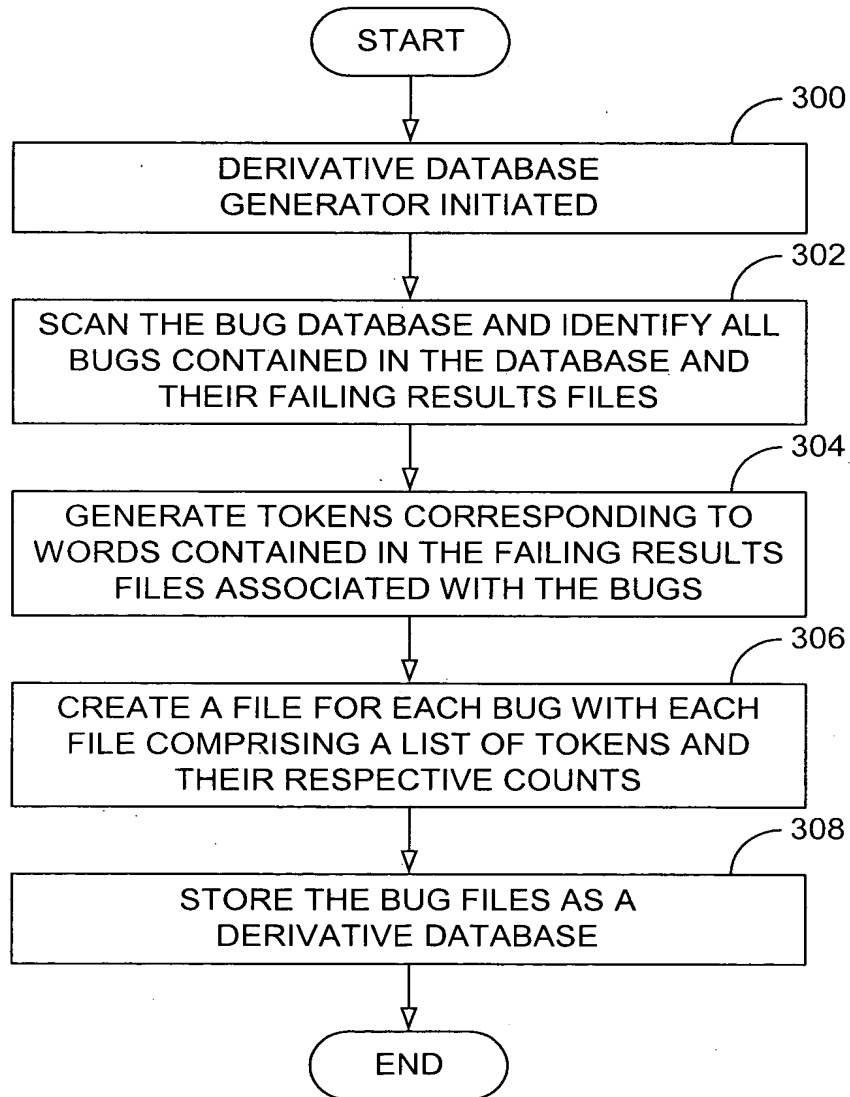 START
300
DERIVATIVE DATABASE
GENERATOR INITIATED
302
SCAN THE BUG DATABASE AND IDENTIFY ALL
BUGS CONTAINED IN THE DATABASE AND
THEIR FAILING RESULTS FILES
304
GENERATE TOKENS CORRESPONDING TO
WORDS CONTAINED IN THE FAILING RESULTS
FILES ASSOCIATED WITH THE BUGS
306
CREATE A FILE FOR EACH BUG WITH EACH
FILE COMPRISING A LIST OF TOKENS AND
THEIR RESPECTIVE COUNTS
308
STORE THE BUG FILES AS A
DERIVATIVE DATABASE
END